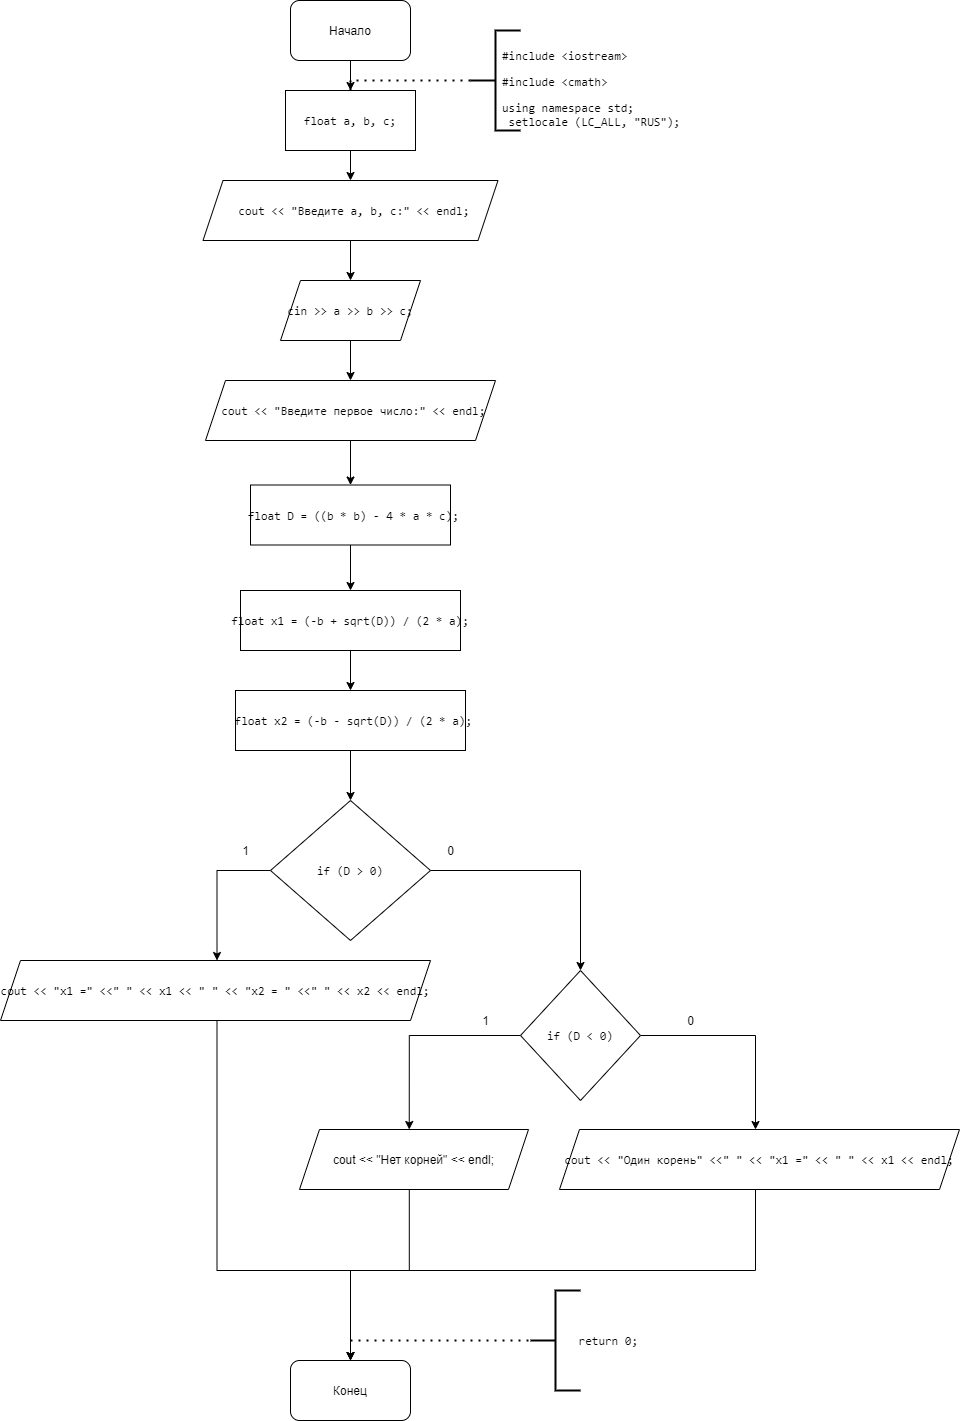 Начало
#include <iostream>
#include <cmath>
using namespace std;
setlocale (LC_ALL, "RUS");
float a, b, c;
cout << "Введите a, b, c:" << endl;
cin >> a >> b >> c;
cout << "Введите первое число:" << endl;
float D = ((b * b) - 4 * a * c);
float x1 = (-b + sqrt(D)) / (2 * a);
float x2 = (-b - sqrt(D)) / (2 * a);
1
0
if (D > 0)
cout << "x1 =" <<" " << x1 << " " << "x2 = " <<" " << x2 << endl;
1
0
if (D < 0)
cout << "Нет корней" << endl;
cout << "Один корень" <<" " << "x1 =" << " " << x1 << endl;
return 0;
Конец